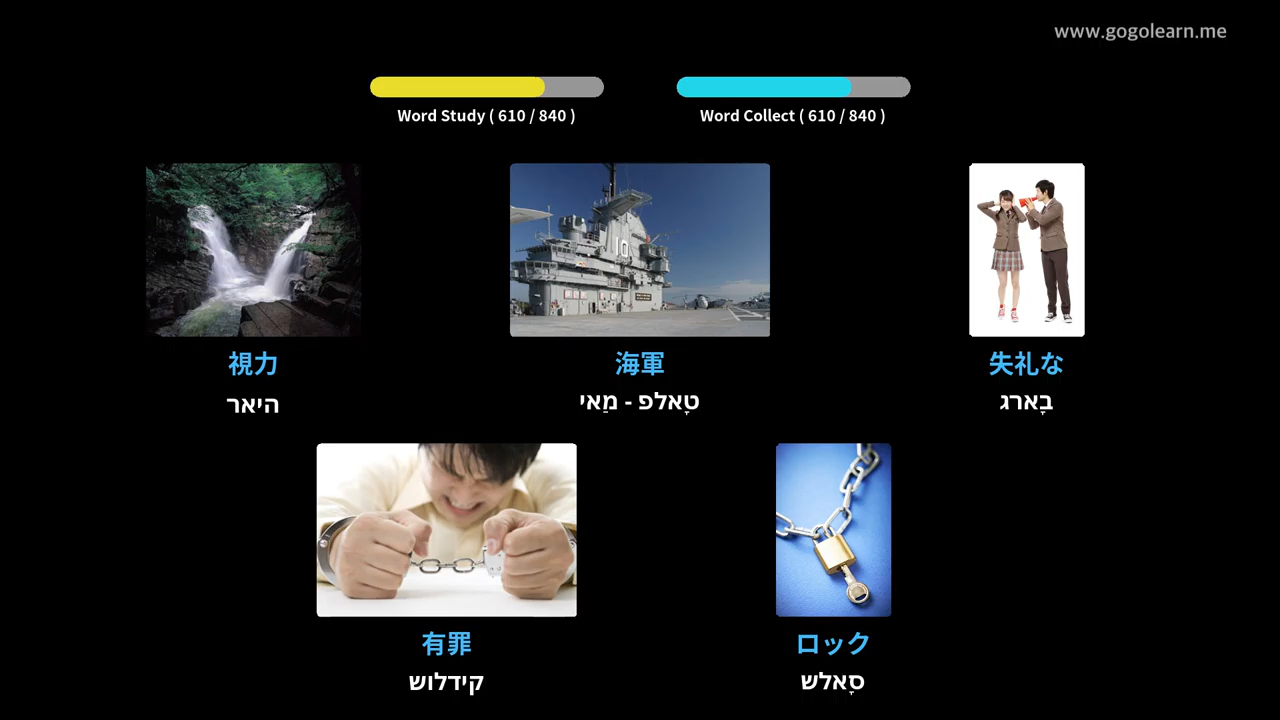 www.gogolearn.me
Word Study ( 610 / 840 )
Word Collect ( 610 / 840 )
視力
היאר
海軍
טָאלפ - מַאי
失礼な
בָארג
有罪
קידלוש
ロック
סָאלש